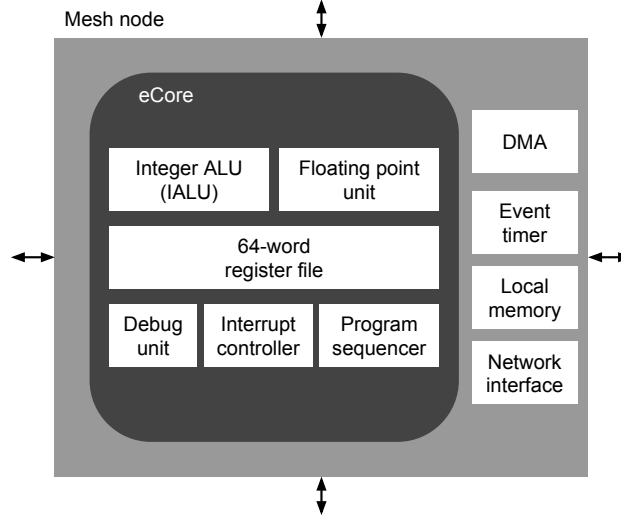 Mesh node
eCore
Integer ALU
(IALU)
Floating point
unit
64-word
register file
Debug
unit
Interrupt
controller
Program
sequencer
DMA
Event
timer
Local
memory
Network
interface